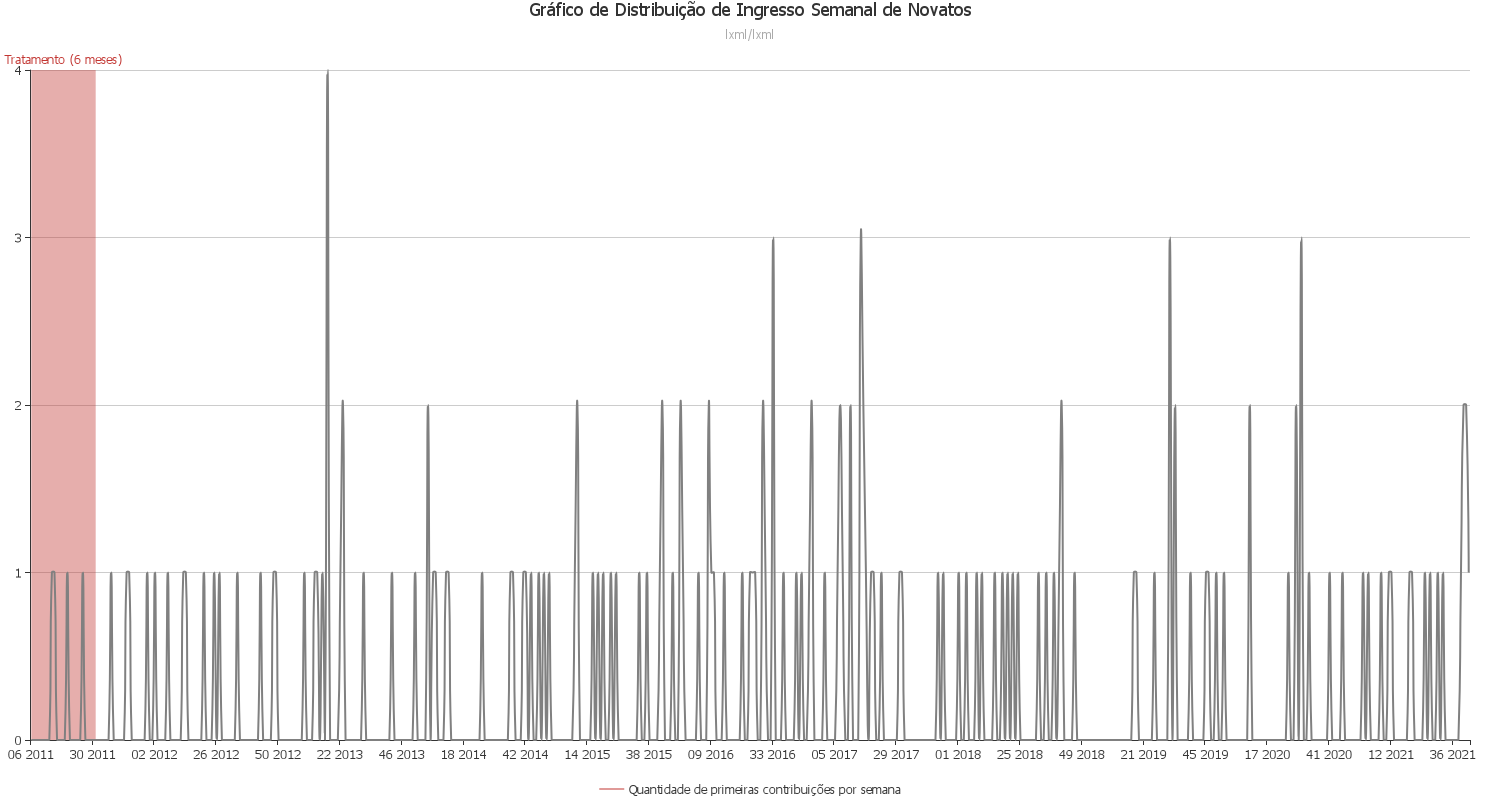 Gráfico de Distribuição de Ingresso Semanal de Novatos
lxml/lxml
Tratamento (6 meses)
4
3
2
1
0
06 2011 30 2011 02 2012 26 2012 50 2012 22 2013 46 2013 18 2014 42 2014 14 2015 38 2015 09 2016 33 2016 05 2017 29 2017 01 2018 25 2018 49 2018 21 2019 45 2019 17 2020 41 2020 12 2021 36 2021
Quantidade de primeiras contribuições por semana